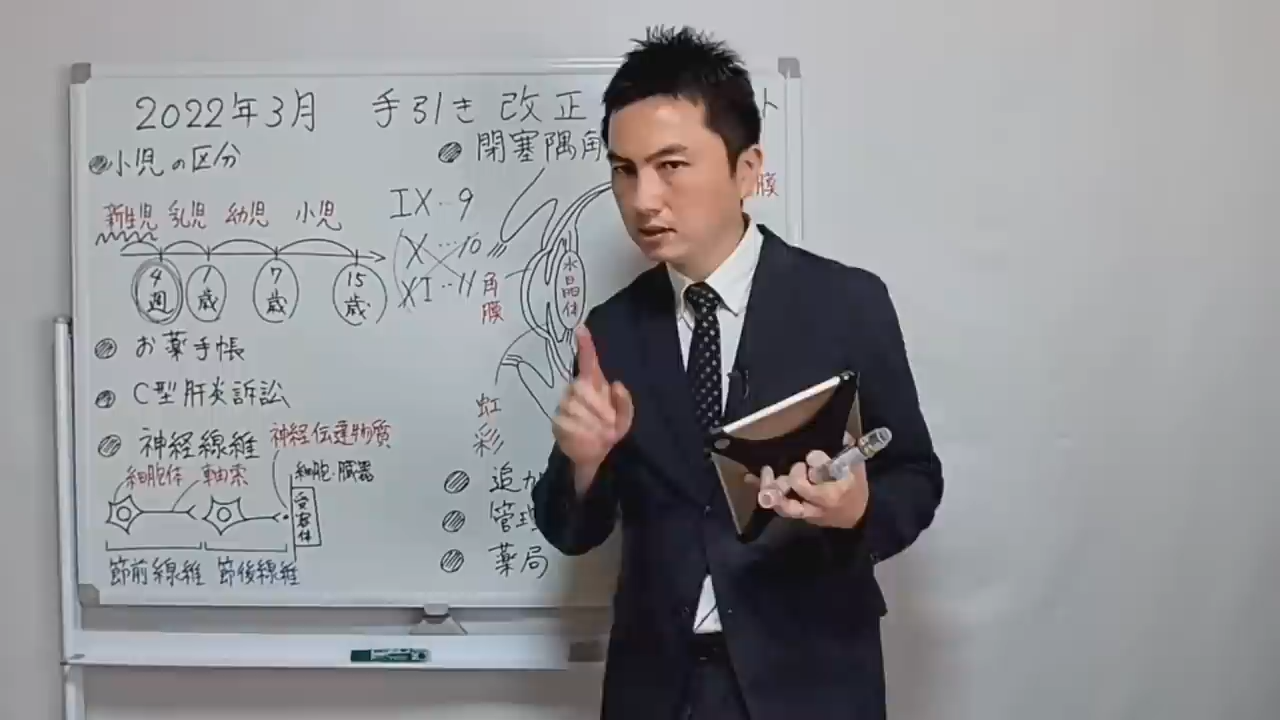 2022年3月 手引き 改正 ト
小児の区分
新生児 乳児 幼児 小児
4週 1歳 7歳 15歳
IX…9
X…10
XI…11
お薬手帳
C型肝炎訴訟
神経線維 神経伝達物質
細胞体 軸索 細胞・臓器
受容体
節前線維 節後線維
閉塞隅角
膜
水晶体
角膜
虹彩
追加
管理
薬局